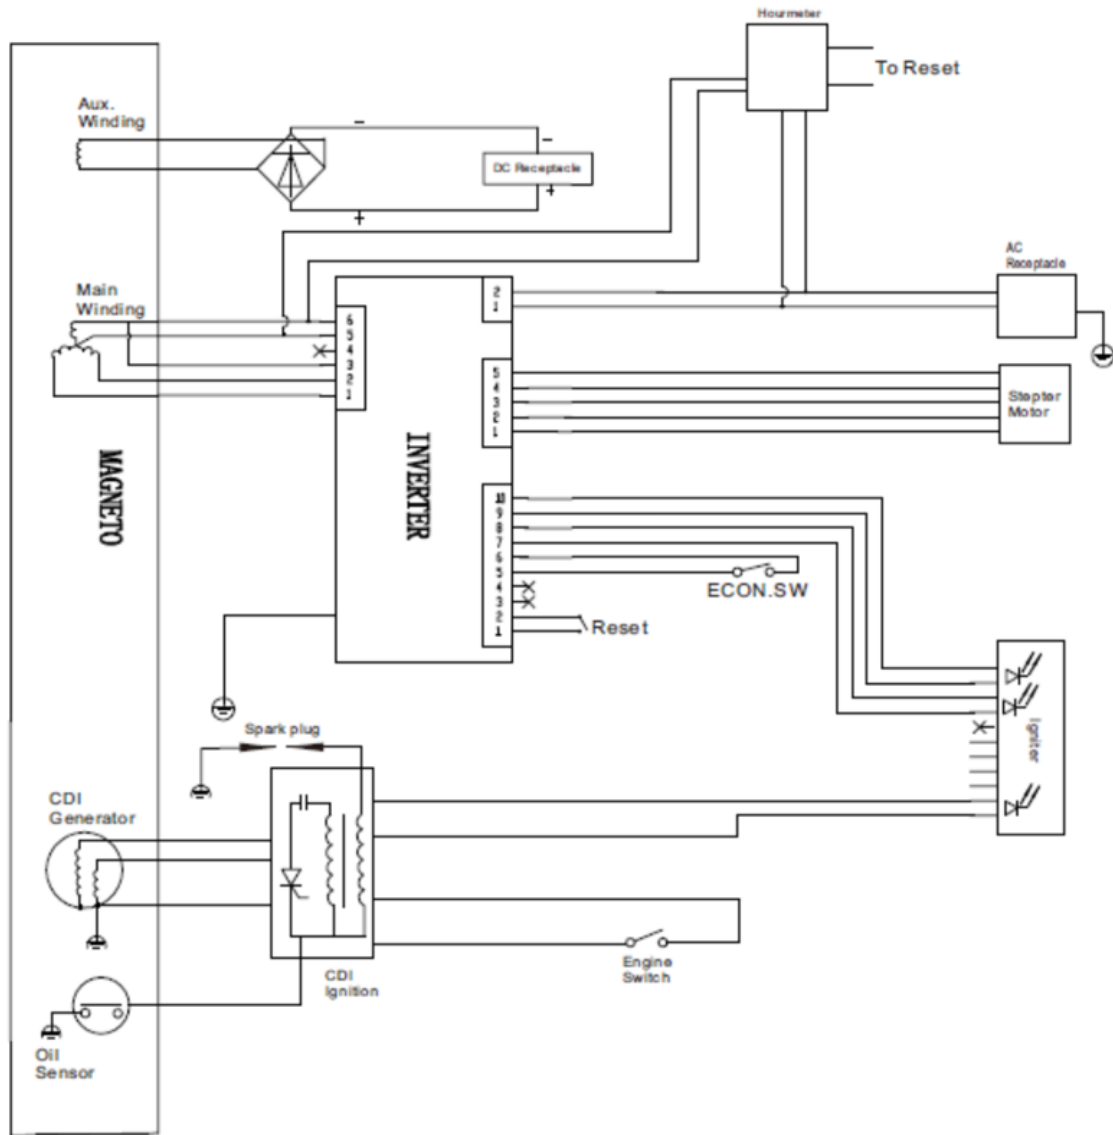 Hourmeter
To Reset
Aux.
Winding
−
−
DC Receptacle
+
+
AC
Receptacle
Main
Winding
6
5
4
3
2
1
2
1
5
4
3
2
1
Stepter
Motor
MAGNETO
INVERTER
10
9
8
7
6
5
4
3
2
1
ECON.SW
Reset
Igniter
Spark plug
CDI
Generator
CDI
Ignition
Engine
Switch
Oil
Sensor